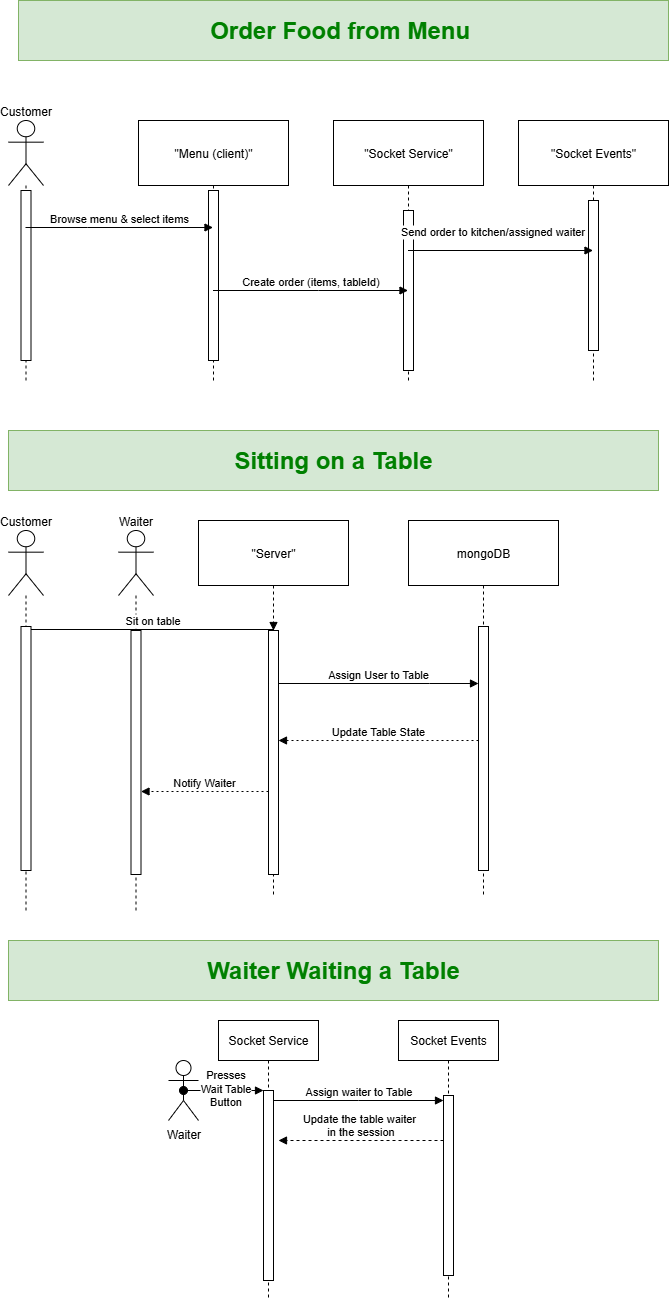 Order Food from Menu
Customer
"Menu (client)"
"Socket Service"
"Socket Events"
Browse menu & select items
Send order to kitchen/assigned waiter
Create order (items, tableId)
Sitting on a Table
Customer
Waiter
"Server"
mongoDB
Sit on table
Assign User to Table
Update Table State
Notify Waiter
Waiter Waiting a Table
Socket Service
Socket Events
Presses
Wait Table
Button
Waiter
Assign waiter to Table
Update the table waiter
in the session